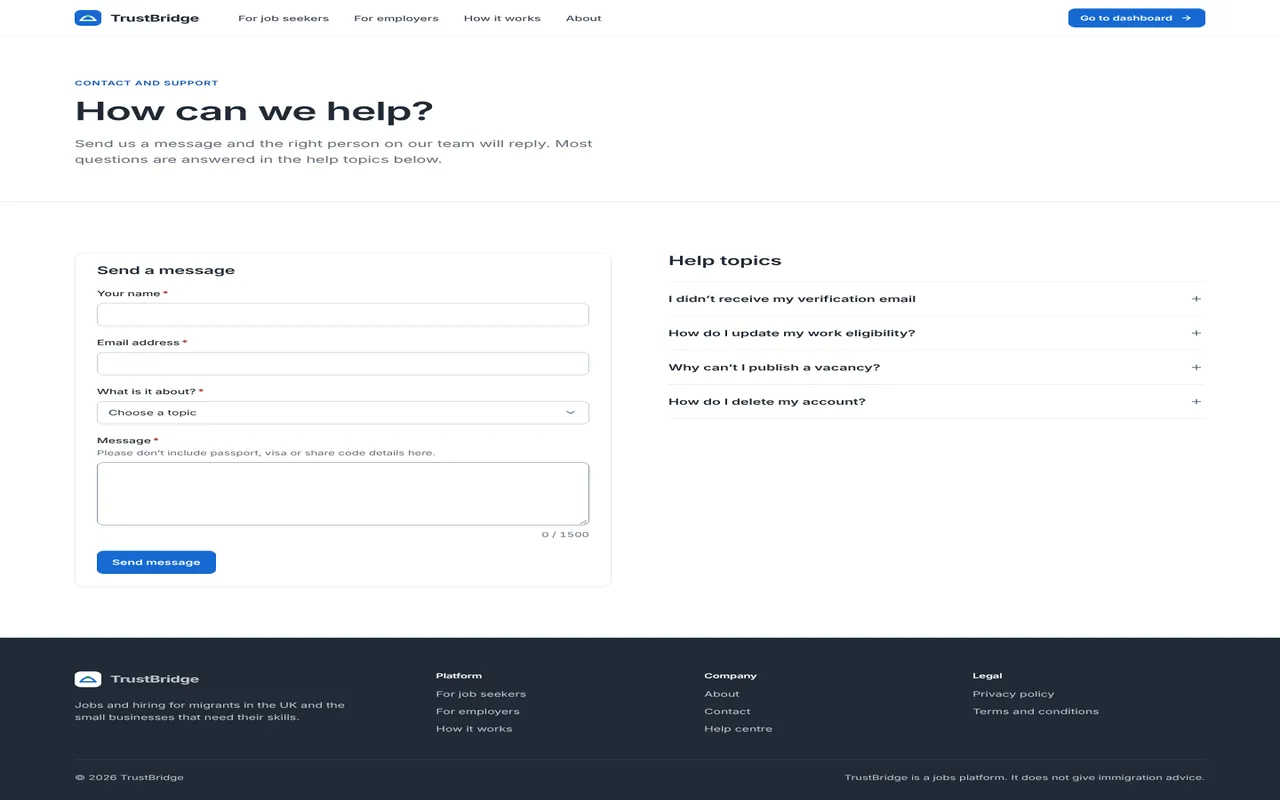 TrustBridge
For job seekers
For employers
How it works
About
Go to dashboard
CONTACT AND SUPPORT
How can we help?
Send us a message and the right person on our team will reply. Most
questions are answered in the help topics below.
Send a message
Your name *
Email address *
What is it about? *
Choose a topic
Message *
Please don’t include passport, visa or share code details here.
0 / 1500
Send message
Help topics
I didn’t receive my verification email
How do I update my work eligibility?
Why can’t I publish a vacancy?
How do I delete my account?
TrustBridge
Jobs and hiring for migrants in the UK and the
small businesses that need their skills.
Platform
For job seekers
For employers
How it works
Company
About
Contact
Help centre
Legal
Privacy policy
Terms and conditions
© 2026 TrustBridge
TrustBridge is a jobs platform. It does not give immigration advice.